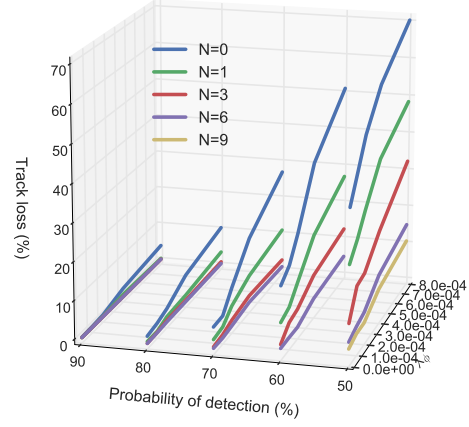 N=0
N=1
N=3
N=6
N=9
Track loss (%)
70
60
50
40
30
20
10
0
90
80
70
60
50
Probability of detection (%)
8.0e-04
7.0e-04
6.0e-04
5.0e-04
4.0e-04
3.0e-04
2.0e-04
1.0e-04
0.0e+00